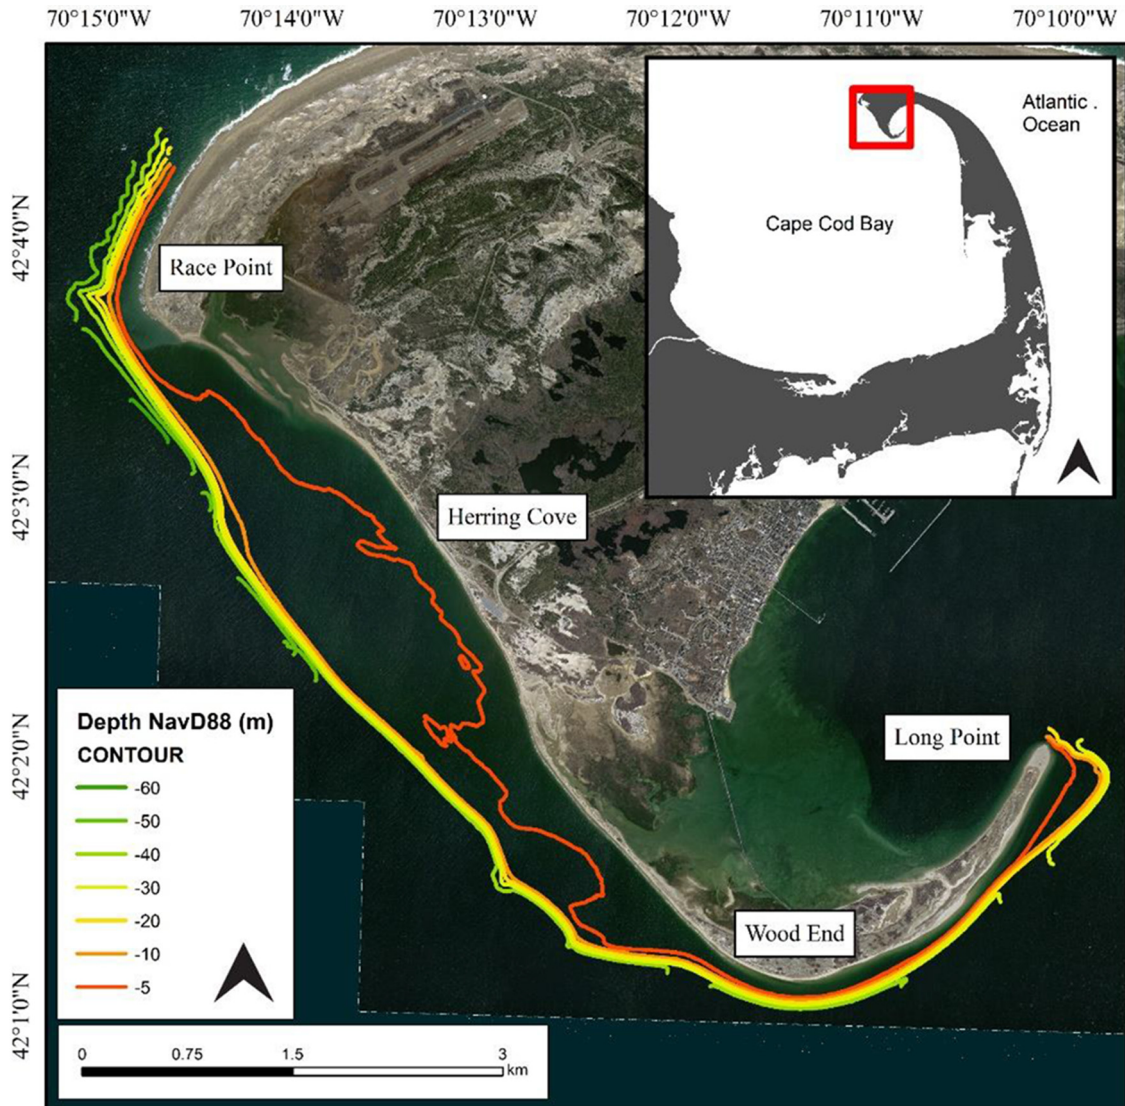 70°15'0"W 70°14'0"W 70°13'0"W 70°12'0"W 70°11'0"W 70°10'0"W
Atlantic .
Ocean
Cape Cod Bay
42°4'0"N
Race Point
42°3'0"N
Herring Cove
42°2'0"N
Long Point
Wood End
42°1'0"N
Depth NavD88 (m)
CONTOUR
-60
-50
-40
-30
-20
-10
-5
0 0.75 1.5 3
km